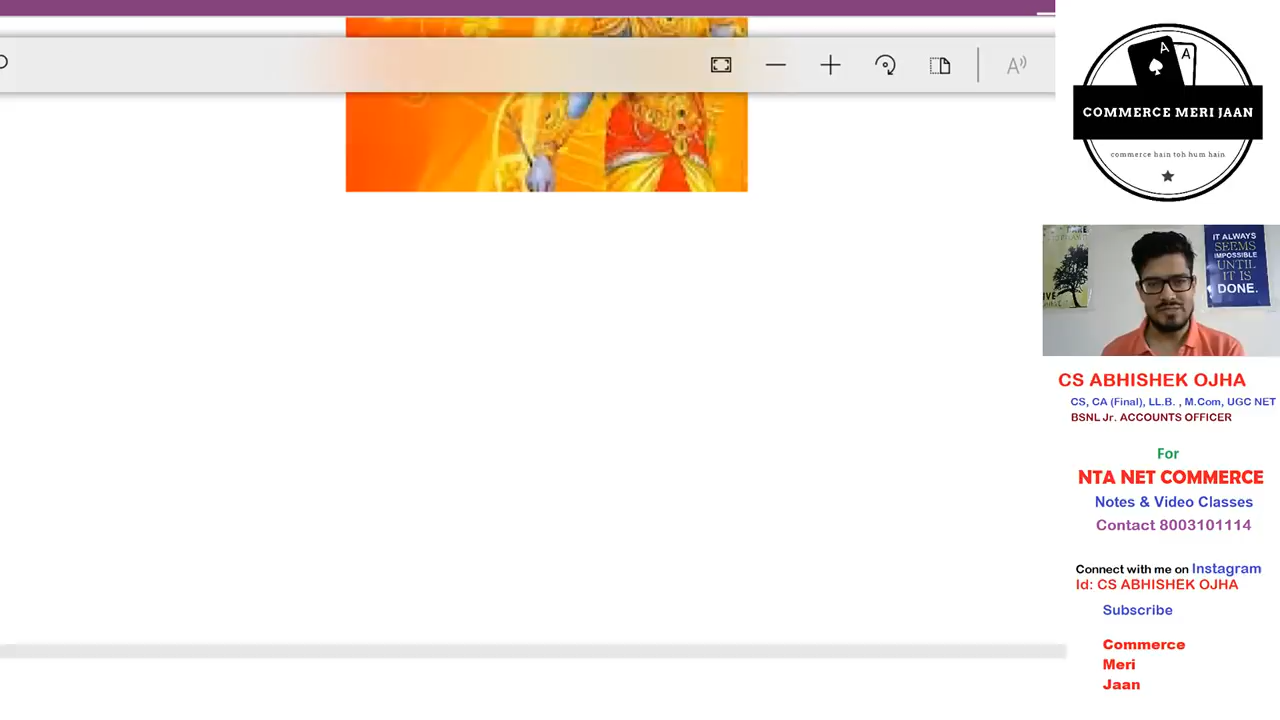 COMMERCE MERI JAAN
commerce hain toh hum hain
IT ALWAYS
SEEMS
IMPOSSIBLE
UNTIL
IT IS
DONE.
CS ABHISHEK OJHA
CS, CA (Final), LL.B. , M.Com, UGC NET
BSNL Jr. ACCOUNTS OFFICER
For
NTA NET COMMERCE
Notes & Video Classes
Contact 8003101114
Connect with me on Instagram
Id: CS ABHISHEK OJHA
Subscribe
Commerce
Meri
Jaan